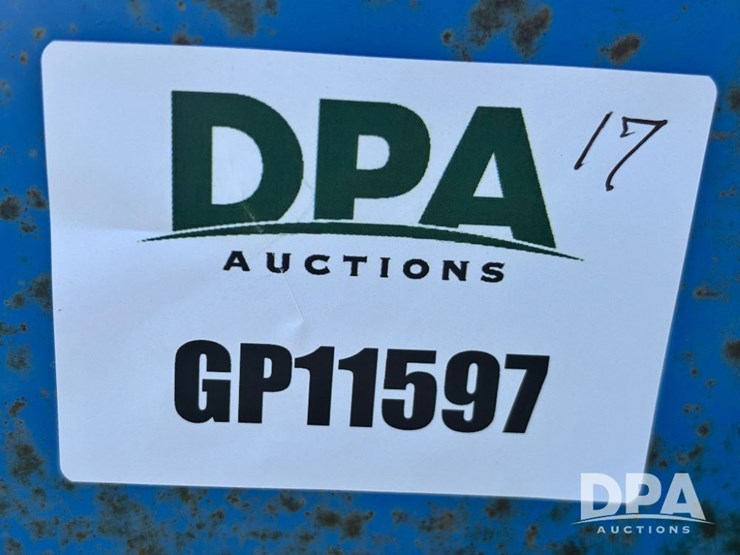 DPA
17
AUCTIONS
GP11597
DPA
AUCTIONS